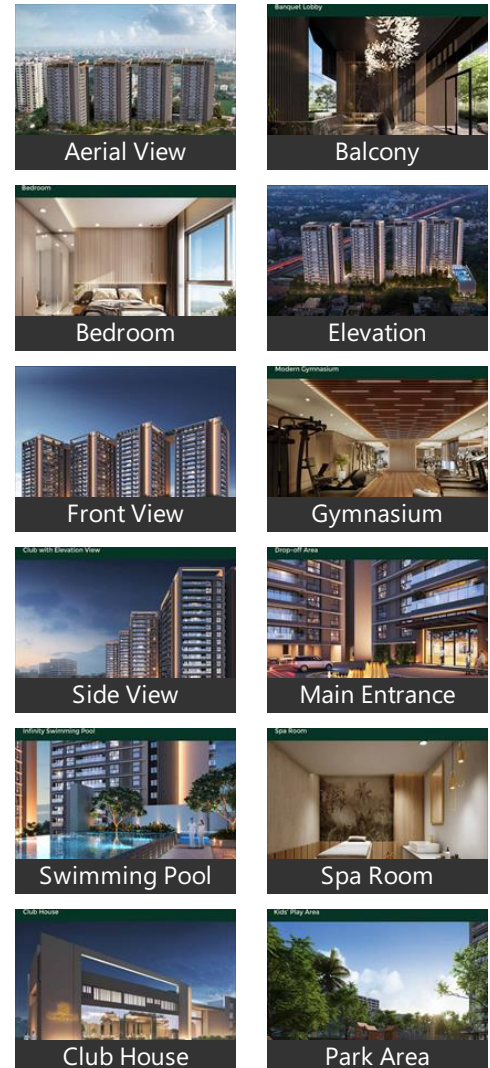 Banquet Lobby
Aerial View
Balcony
Bedroom
Bedroom
Elevation
Modern Gymnasium
Front View
Gymnasium
Club with Elevation View
Drop-off Area
Side View
Main Entrance
Infinity Swimming Pool
Spa Room
Swimming Pool
Spa Room
Club House
Kids' Play Area
Club House
Park Area